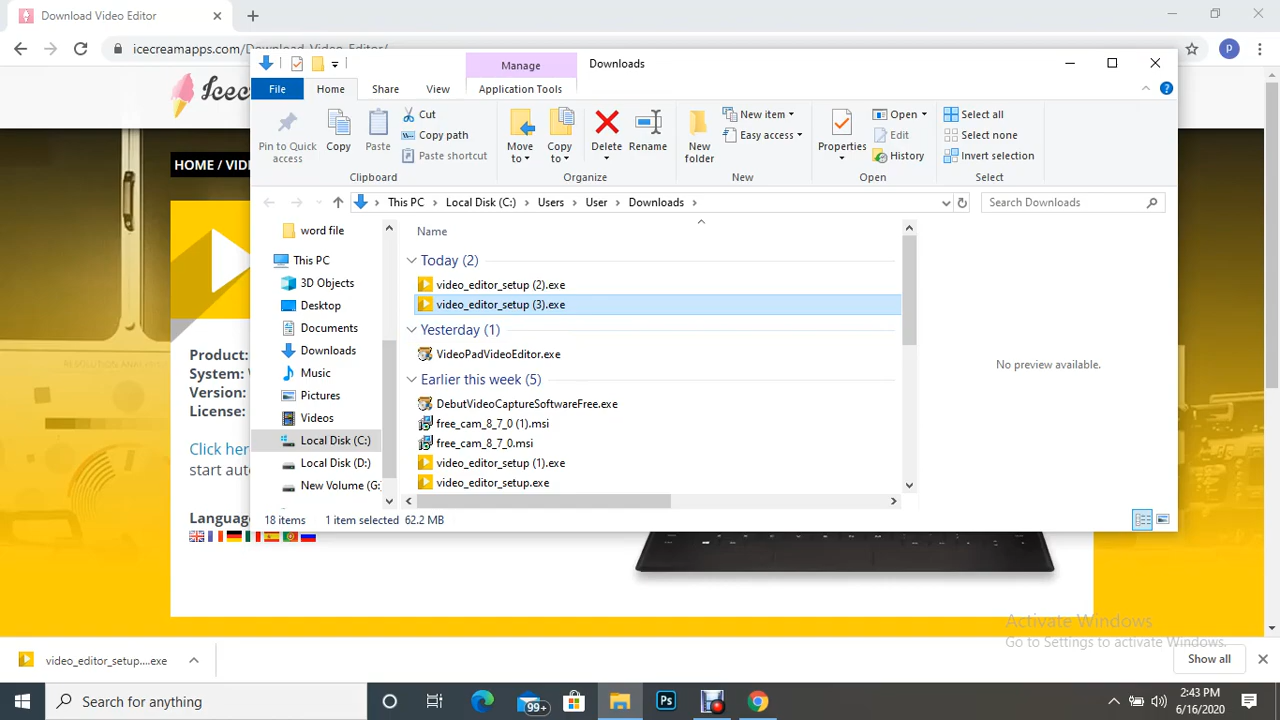 Download Video Editor
icecreamapps.com/Download-Video-Editor/
p
Icecr
HOME / VID
Product:
System: W
Version:
License:
Click her
start aut
Language
Manage
Downloads
File
Home
Share
View
Application Tools
Pin to Quick access
Copy
Paste
Cut
Copy path
Paste shortcut
Clipboard
Move to
Copy to
Delete
Rename
Organize
New folder
New item
Easy access
New
Properties
Open
Edit
History
Open
Select all
Select none
Invert selection
Select
This PC
Local Disk (C:)
Users
User
Downloads
Search Downloads
word file
This PC
3D Objects
Desktop
Documents
Downloads
Music
Pictures
Videos
Local Disk (C:)
Local Disk (D:)
New Volume (G:
Name
Today (2)
video_editor_setup (2).exe
video_editor_setup (3).exe
Yesterday (1)
VideoPadVideoEditor.exe
Earlier this week (5)
DebutVideoCaptureSoftwareFree.exe
free_cam_8_7_0 (1).msi
free_cam_8_7_0.msi
video_editor_setup (1).exe
video_editor_setup.exe
No preview available.
18 items
1 item selected
62.2 MB
Activate Windows
Go to Settings to activate Windows.
video_editor_setup....exe
Show all
Search for anything
99+
Ps
2:43 PM
6/16/2020